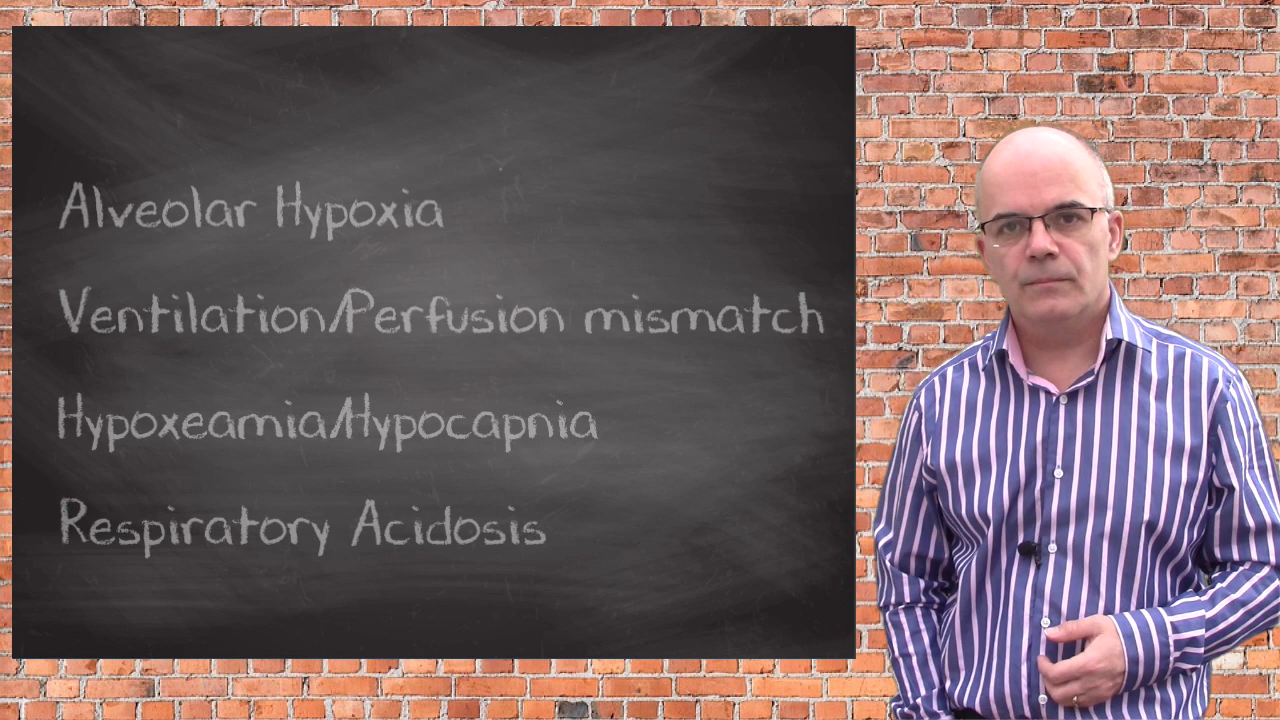 Alveolar Hypoxia
Ventilation/Perfusion mismatch
Hypoxeamia/Hypocapnia
Respiratory Acidosis